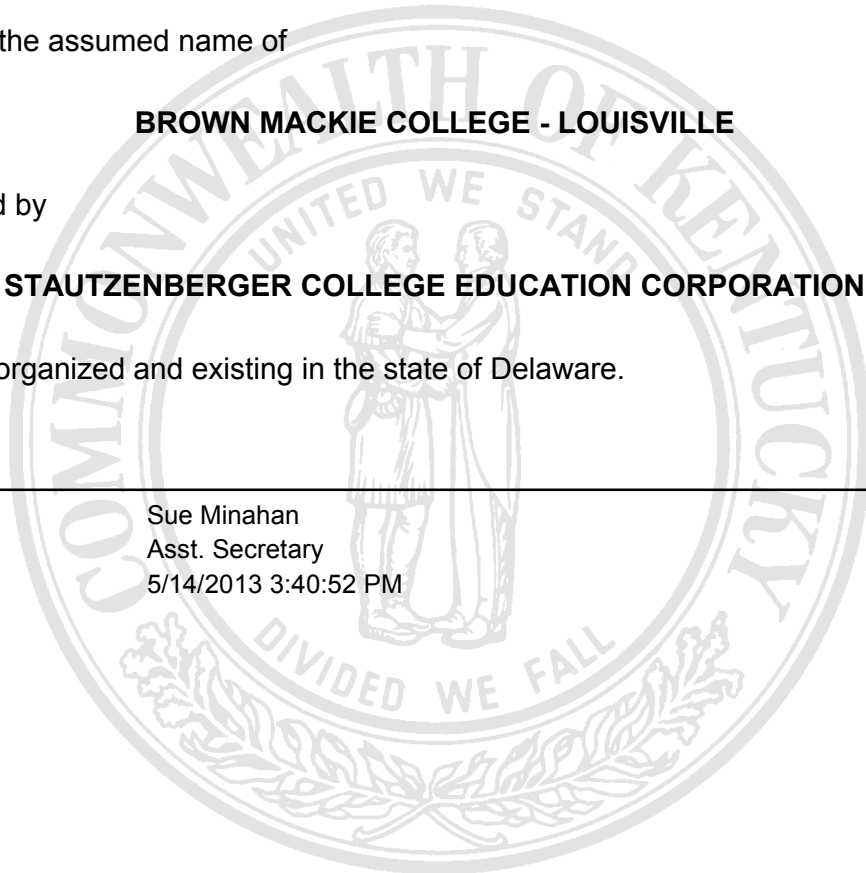 the assumed name of
BROWN MACKIE COLLEGE - LOUISVILLE
d by
STAUTZENBERGER COLLEGE EDUCATION CORPORATION
organized and existing in the state of Delaware.
Sue Minahan
Asst. Secretary
5/14/2013 3:40:52 PM
COMMONWEALTH OF KENTUCKY
UNITED WE STAND
DIVIDED WE FALL